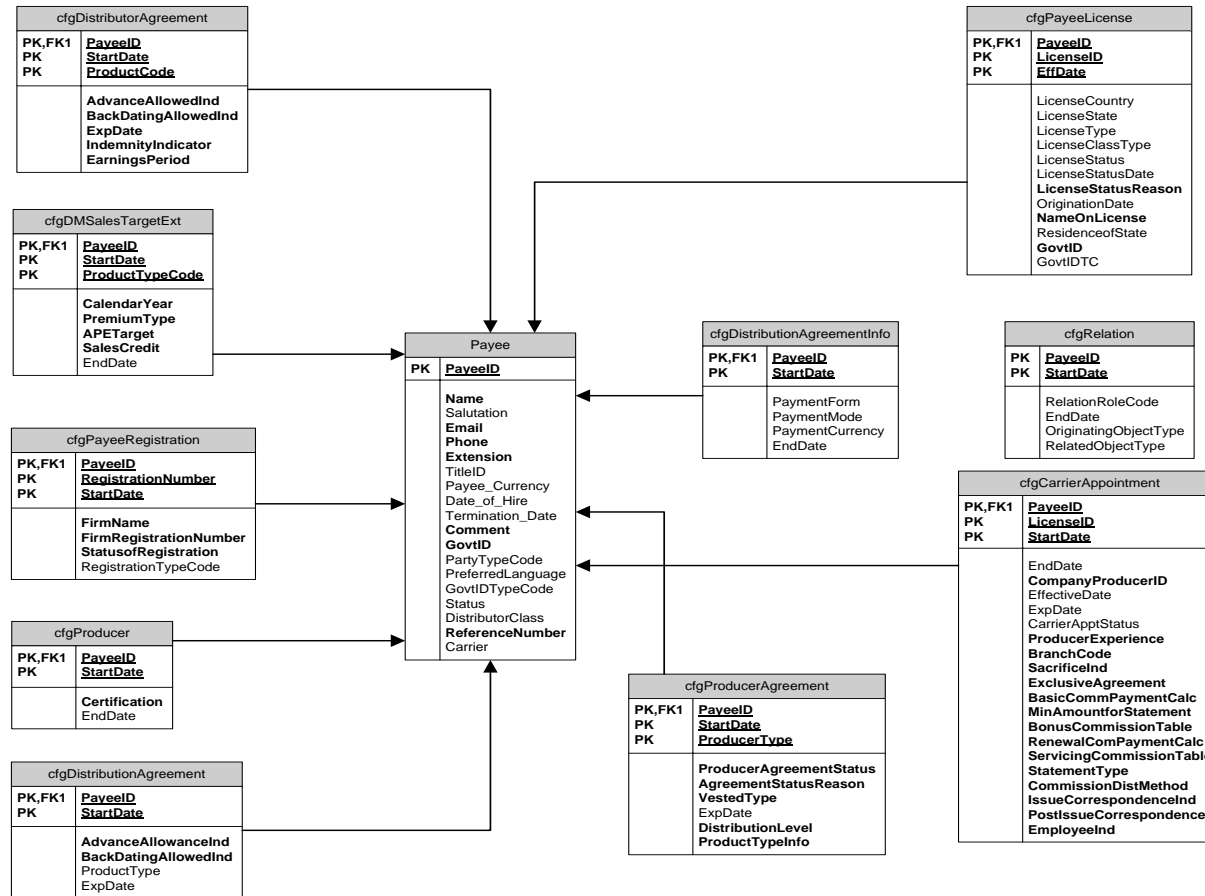 cfgDistributorAgreement
PK,FK1 PayeeID
PK StartDate
PK ProductCode
AdvanceAllowedInd
BackDatingAllowedInd
ExpDate
IndemnityIndicator
EarningsPeriod
cfgPayeeLicense
PK,FK1 PayeeID
PK LicenseID
PK EffDate
LicenseCountry
LicenseState
LicenseType
LicenseClassType
LicenseStatus
LicenseStatusDate
LicenseStatusReason
OriginationDate
NameOnLicense
ResidenceofState
GovtID
GovtIDTC
cfgDMSalesTargetExt
PK,FK1 PayeeID
PK StartDate
PK ProductTypeCode
CalendarYear
PremiumType
APETarget
SalesCredit
EndDate
Payee
PK PayeeID
Name
Salutation
Email
Phone
Extension
TitleID
Payee_Currency
Date_of_Hire
Termination_Date
Comment
GovtID
PartyTypeCode
PreferredLanguage
GovtIDTypeCode
Status
DistributorClass
ReferenceNumber
Carrier
cfgDistributionAgreementInfo
PK,FK1 PayeeID
PK StartDate
PaymentForm
PaymentMode
PaymentCurrency
EndDate
cfgRelation
PK PayeeID
PK StartDate
RelationRoleCode
EndDate
OriginatingObjectType
RelatedObjectType
cfgPayeeRegistration
PK,FK1 PayeeID
PK RegistrationNumber
PK StartDate
FirmName
FirmRegistrationNumber
StatusofRegistration
RegistrationTypeCode
cfgCarrierAppointment
PK,FK1 PayeeID
PK LicenseID
PK StartDate
EndDate
CompanyProducerID
EffectiveDate
ExpDate
CarrierApptStatus
ProducerExperience
BranchCode
SacrificeInd
ExclusiveAgreement
BasicCommPaymentCalc
MinAmountforStatement
BonusCommissionTable
RenewalComPaymentCalc
ServicingCommissionTable
StatementType
CommissionDistMethod
IssueCorrespondenceInd
PostIssueCorrespondence
EmployeeInd
cfgProducer
PK,FK1 PayeeID
PK StartDate
Certification
EndDate
cfgProducerAgreement
PK,FK1 PayeeID
PK StartDate
PK ProducerType
ProducerAgreementStatus
AgreementStatusReason
VestedType
ExpDate
DistributionLevel
ProductTypeInfo
cfgDistributionAgreement
PK,FK1 PayeeID
PK StartDate
AdvanceAllowanceInd
BackDatingAllowedInd
ProductType
ExpDate